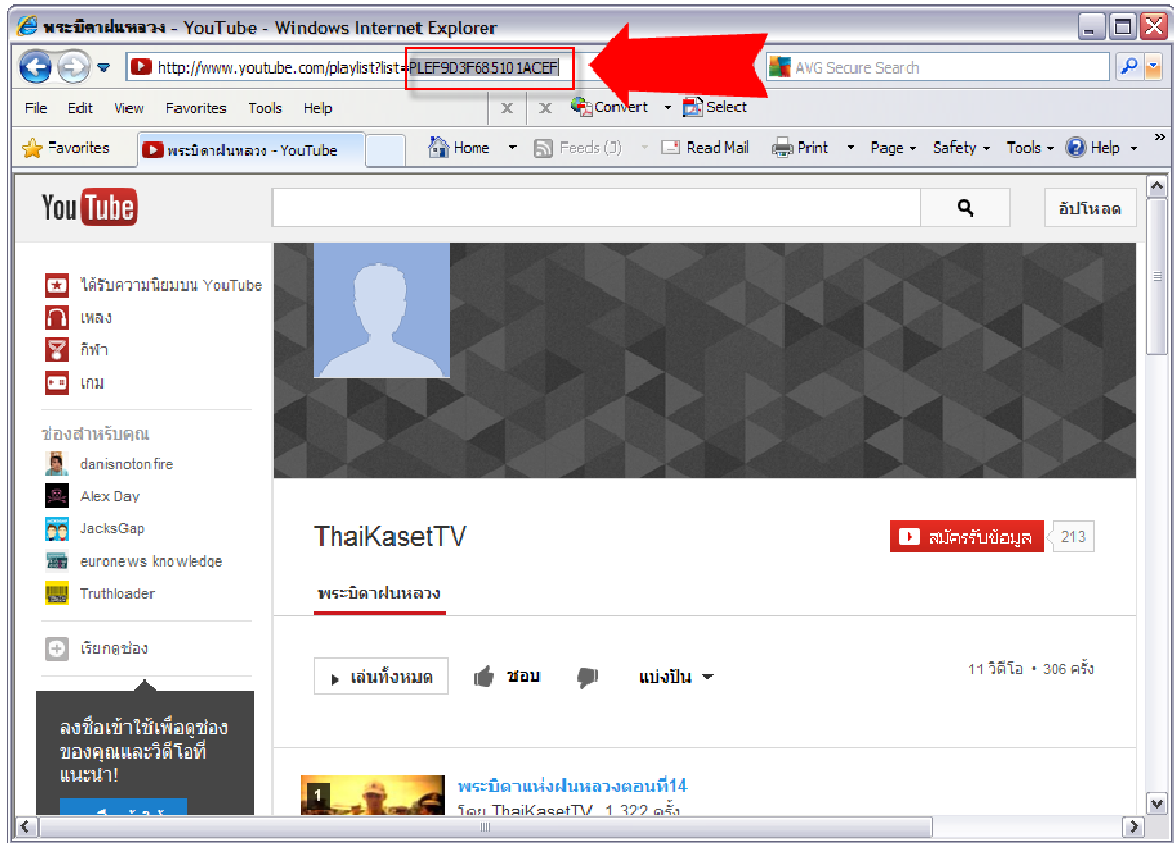 พระบิดาฝนหลวง - YouTube - Windows Internet Explorer
http://www.youtube.com/playlist?list=PLEF9D3F685101ACEF
AVG Secure Search
File Edit View Favorites Tools Help
x x Convert Select
Favorites
พระบิดาฝนหลวง - YouTube
Home Feeds (J) Read Mail Print Page Safety Tools Help »
YouTube
อัปโหลด
ได้รับความนิยมบน YouTube
เพลง
กีฬา
เกม
ช่องสำหรับคุณ
danisnotonfire
Alex Day
JacksGap
euronews knowledge
Truthloader
เรียกดูช่อง
ลงชื่อเข้าใช้เพื่อดูช่อง
ของคุณและวิดีโอที่
แนะนำ!
ThaiKasetTV
สมัครรับข้อมูล 213
พระบิดาฝนหลวง
เล่นทั้งหมด ชอบ แบ่งปัน
11 วิดีโอ • 306 ครั้ง
1
พระบิดาแห่งฝนหลวงตอนที่14
โดย ThaiKasetTV 1,322 ครั้ง